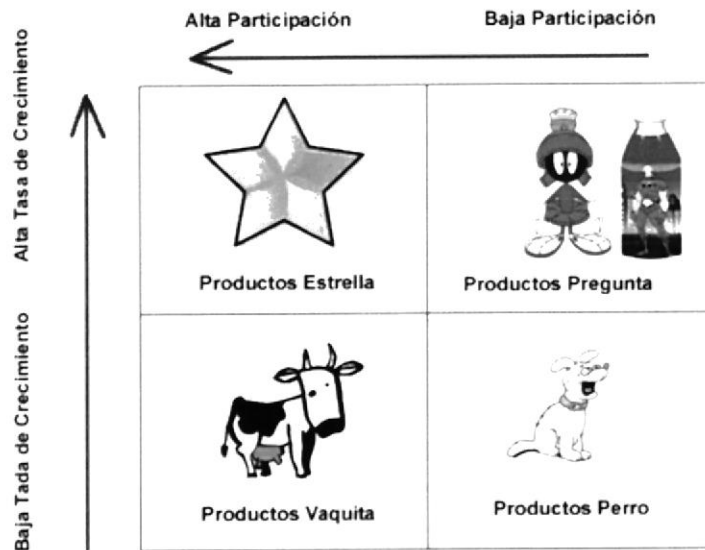 Alta Participación
Baja Participación
Alta Tasa de Crecimiento
Productos Estrella
Productos Pregunta
Baja Tada de Crecimiento
Productos Vaquita
Productos Perro